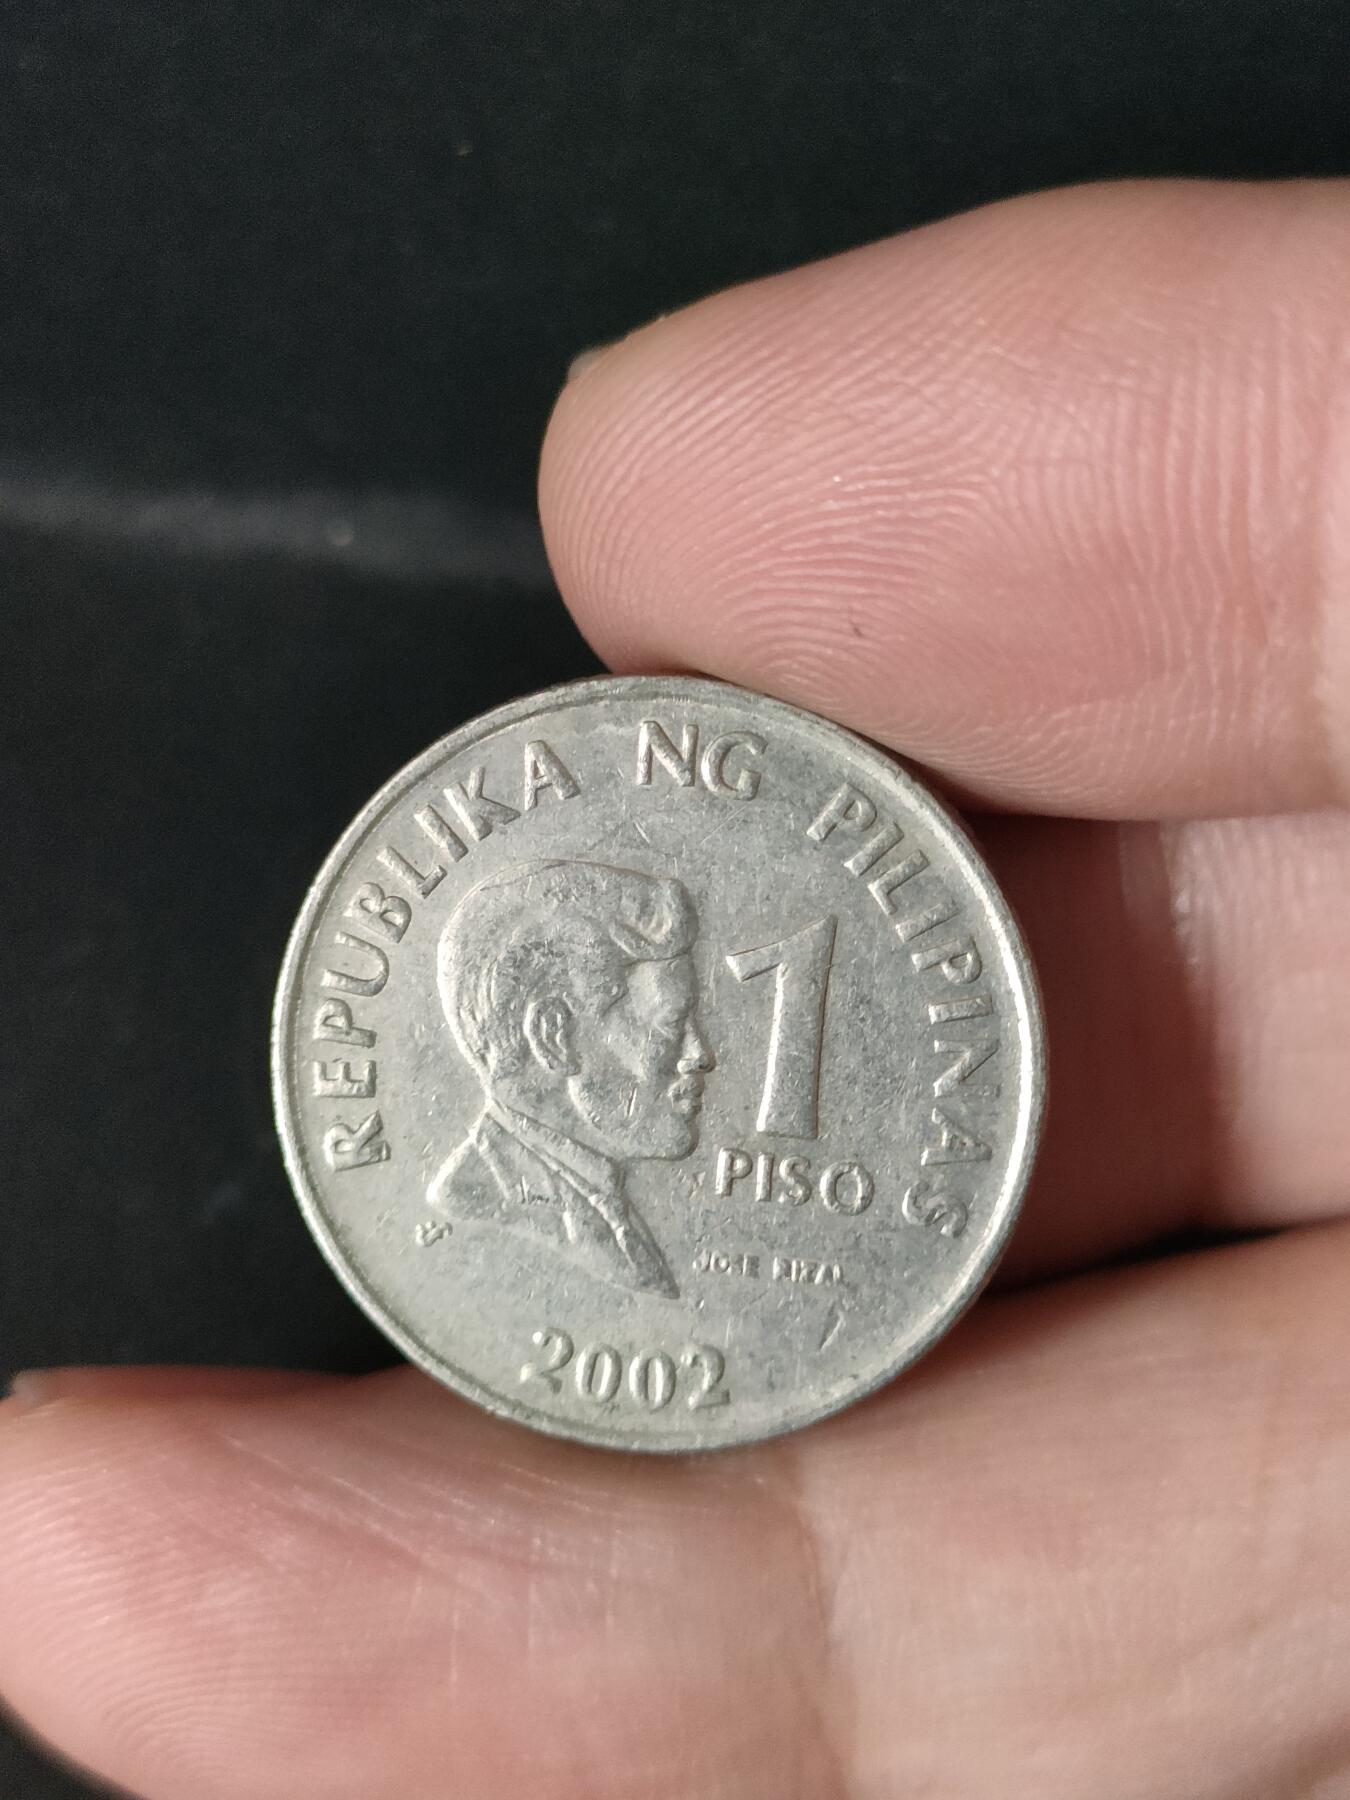 REPUBLIKA NG PILIPINAS
1
PISO
JOSE RIZAL
2002